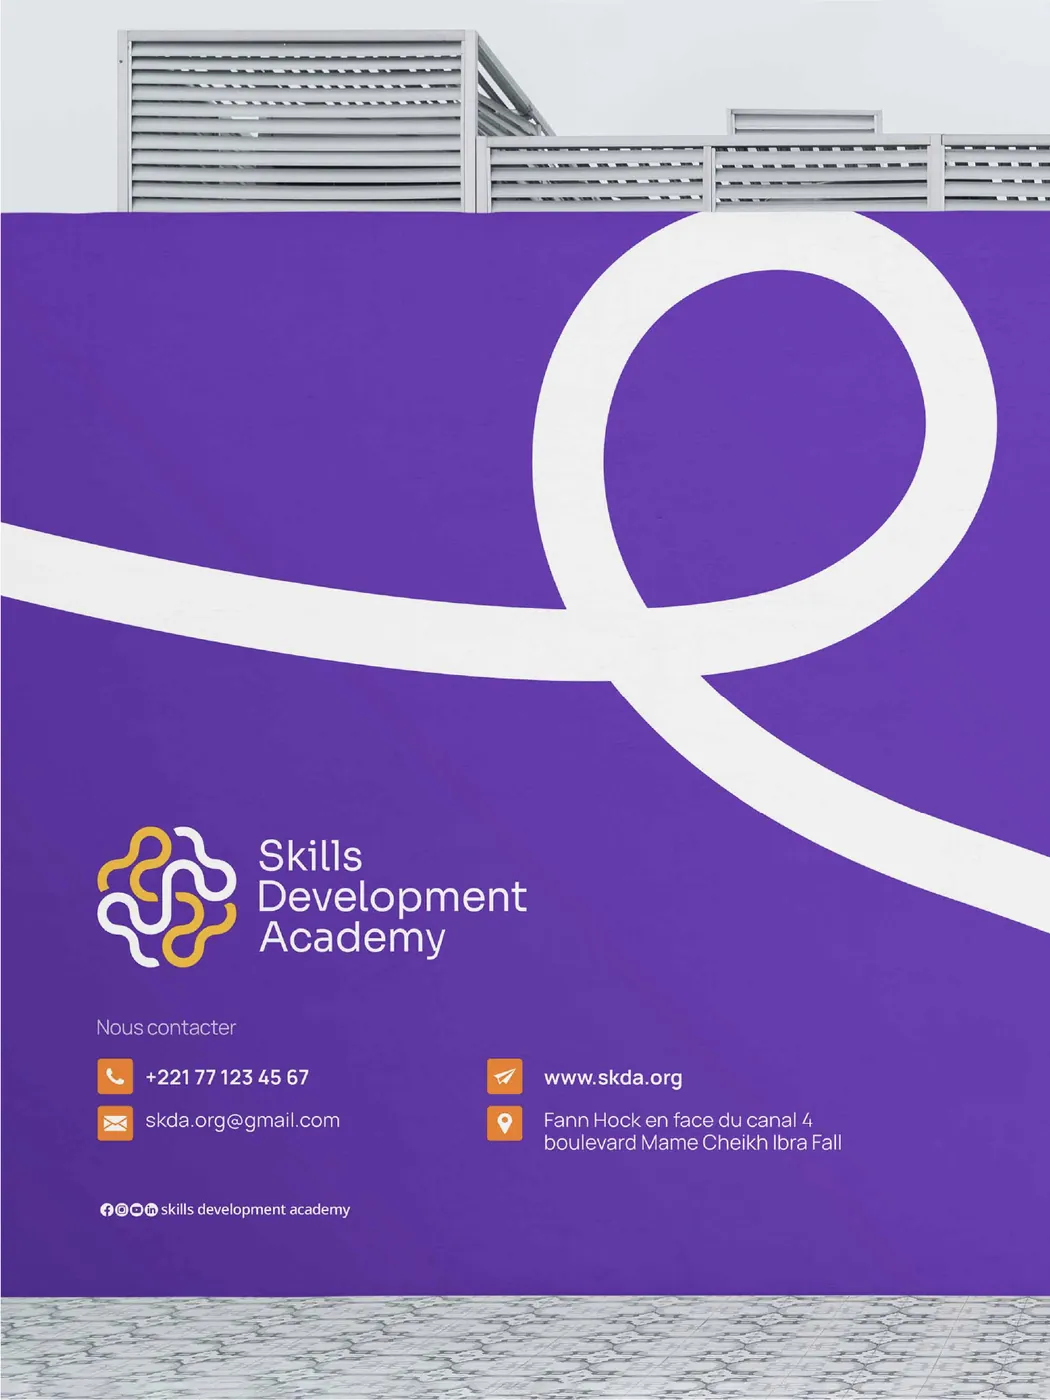 Skills
Development
Academy
Nous contacter
+221 77 123 45 67
skda.org@gmail.com
www.skda.org
Fann Hock en face du canal 4
boulevard Mame Cheikh Ibra Fall
skills development academy